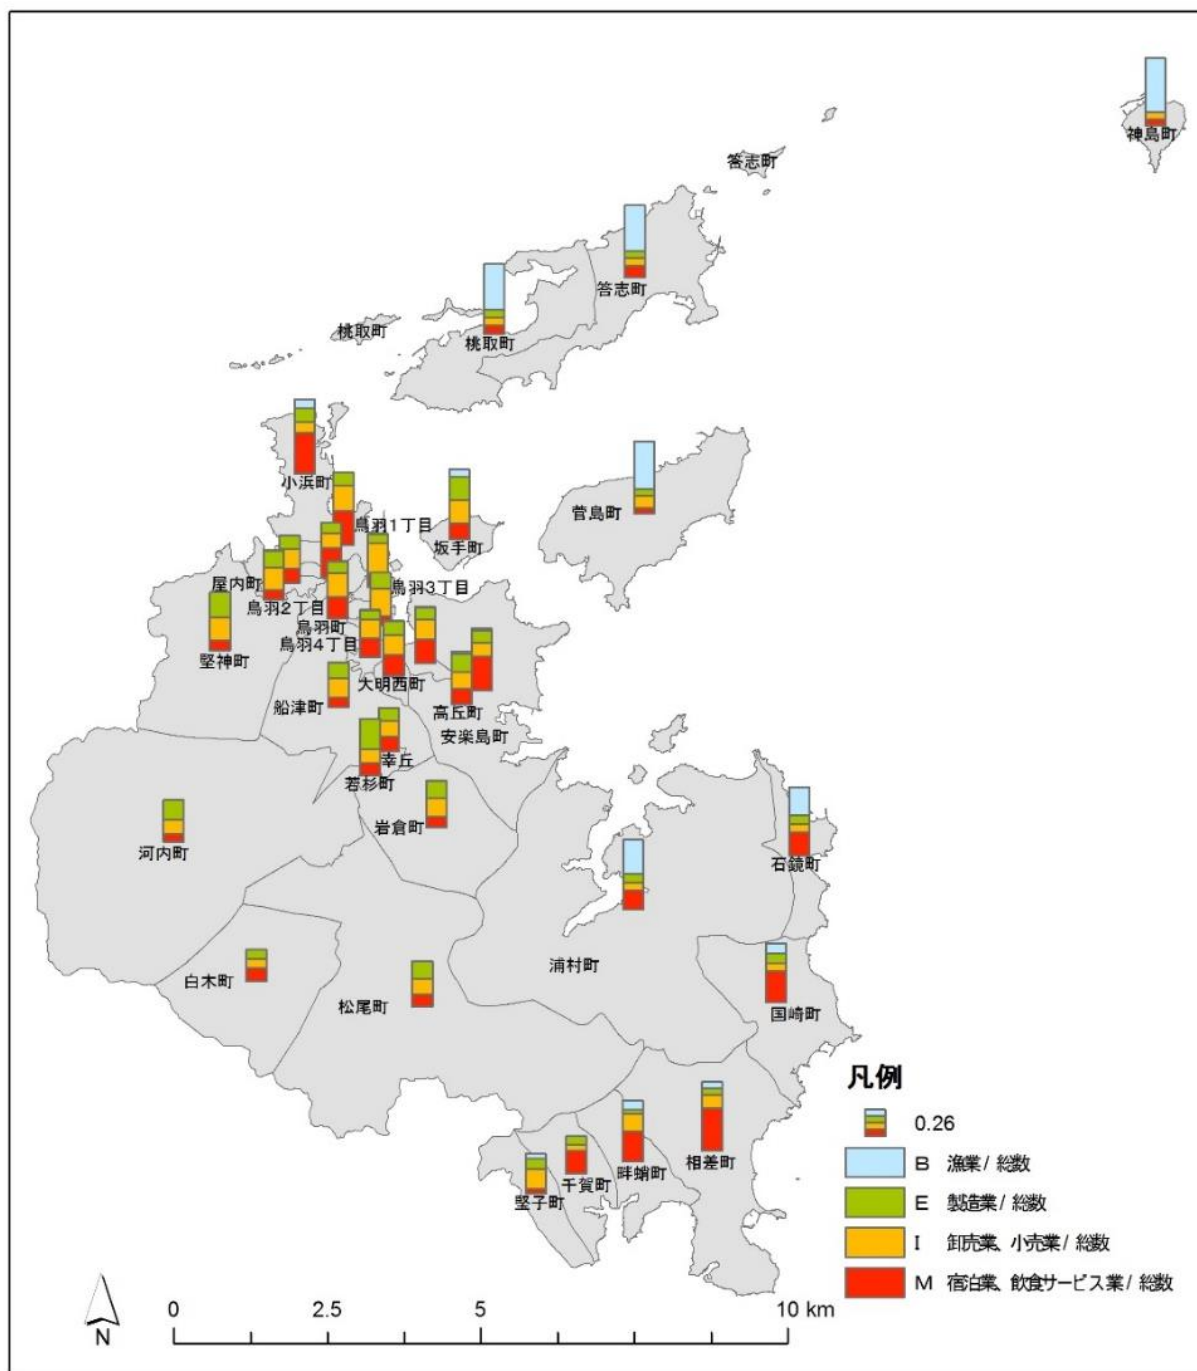 神島町
答志町
答志町
桃取町
桃取町
小浜町
鳥羽1丁目
坂手町
菅島町
屋内町
鳥羽3丁目
鳥羽2丁目
鳥羽町
鳥羽4丁目
堅神町
大明西町
船津町
高丘町
安楽島町
幸丘
若杉町
岩倉町
河内町
石鏡町
白木町
松尾町
浦村町
国崎町
相差町
畔蛸町
千賀町
堅子町
凡例
0.26
B 漁業/総数
E 製造業/総数
I 卸売業、小売業/総数
M 宿泊業、飲食サービス業/総数
0 2.5 5 10 km
N